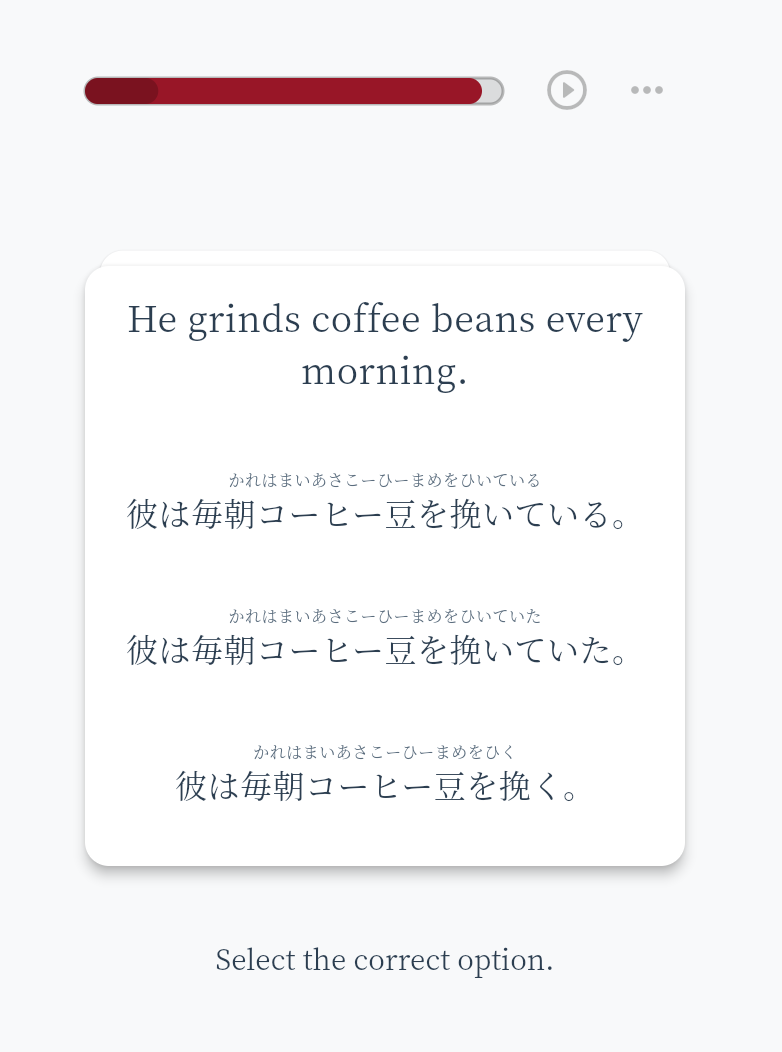 He grinds coffee beans every
morning.
かれはまいあさこーひーまめをひいている
彼は毎朝コーヒー豆を挽いている。
かれはまいあさこーひーまめをひいていた
彼は毎朝コーヒー豆を挽いていた。
かれはまいあさこーひーまめをひく
彼は毎朝コーヒー豆を挽く。
Select the correct option.